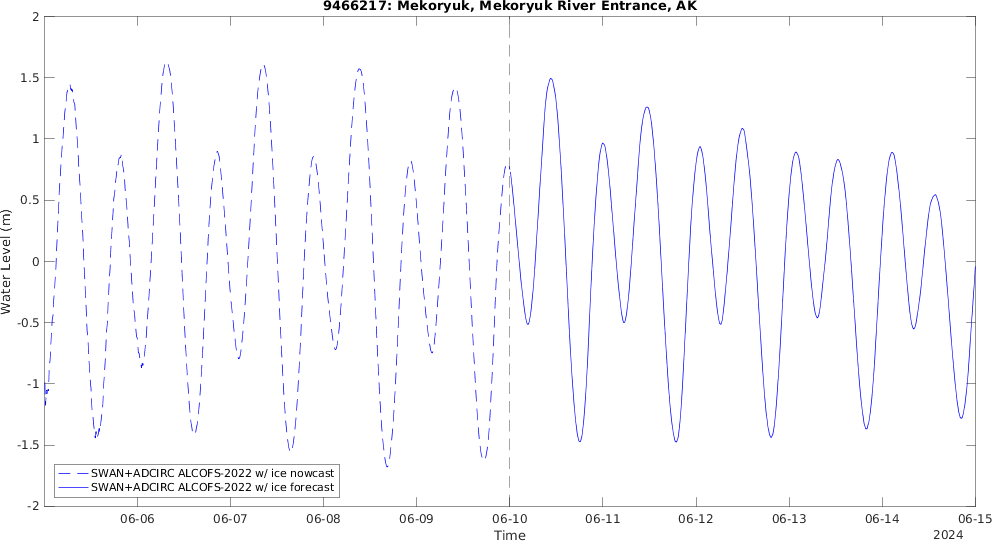 9466217: Mekoryuk, Mekoryuk River Entrance, AK
2
1.5
1
0.5
0
-0.5
-1
-1.5
-2
Water Level (m)
SWAN+ADCIRC ALCOFS-2022 w/ ice nowcast
SWAN+ADCIRC ALCOFS-2022 w/ ice forecast
06-06 06-07 06-08 06-09 06-10 06-11 06-12 06-13 06-14 06-15
Time
2024